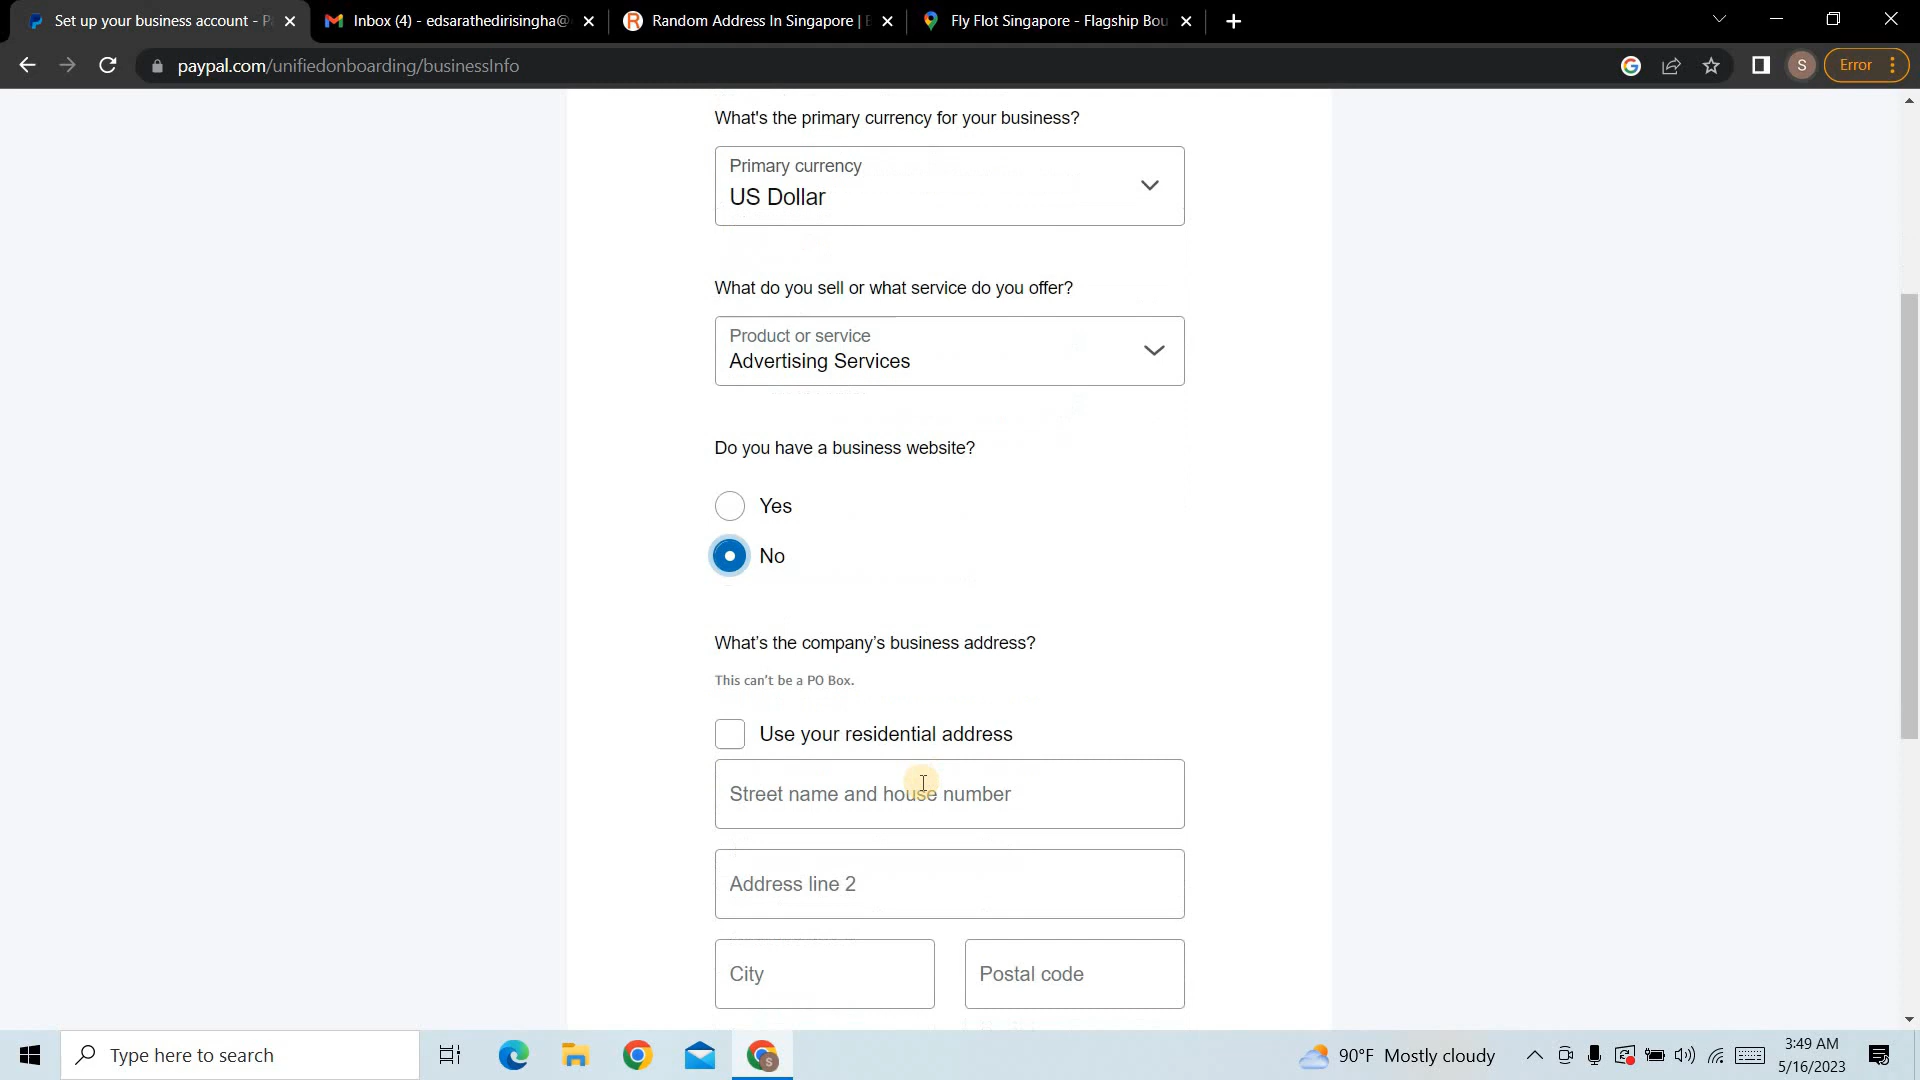 Set up your business account - P
Inbox (4) - edsarathedirisingha@
Random Address In Singapore |
Fly Flot Singapore - Flagship Bou
paypal.com/unifiedonboarding/businessInfo
S
Error
What's the primary currency for your business?
Primary currency
US Dollar
What do you sell or what service do you offer?
Product or service
Advertising Services
Do you have a business website?
Yes
No
What's the company's business address?
This can't be a PO Box.
Use your residential address
Street name and house number
Address line 2
City
Postal code
Type here to search
90°F Mostly cloudy
3:49 AM
5/16/2023